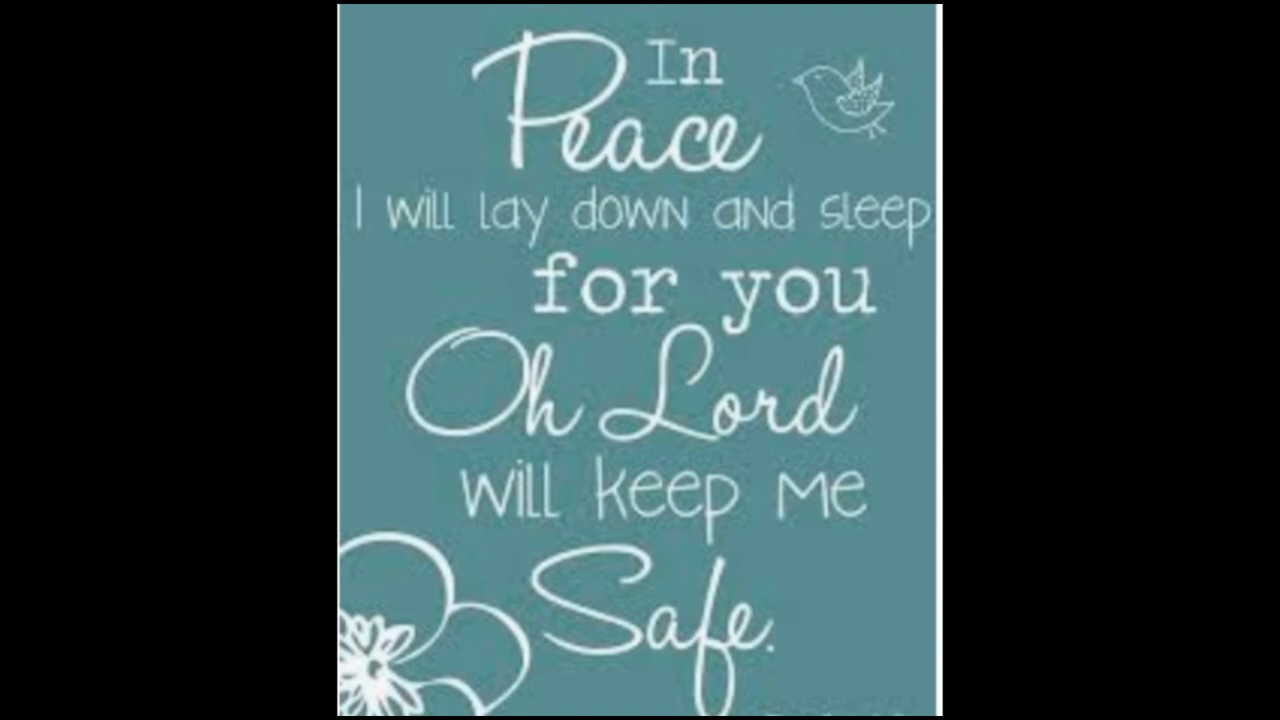 In
Peace
I will lay down and sleep
for you
Oh Lord
will keep me
Safe.